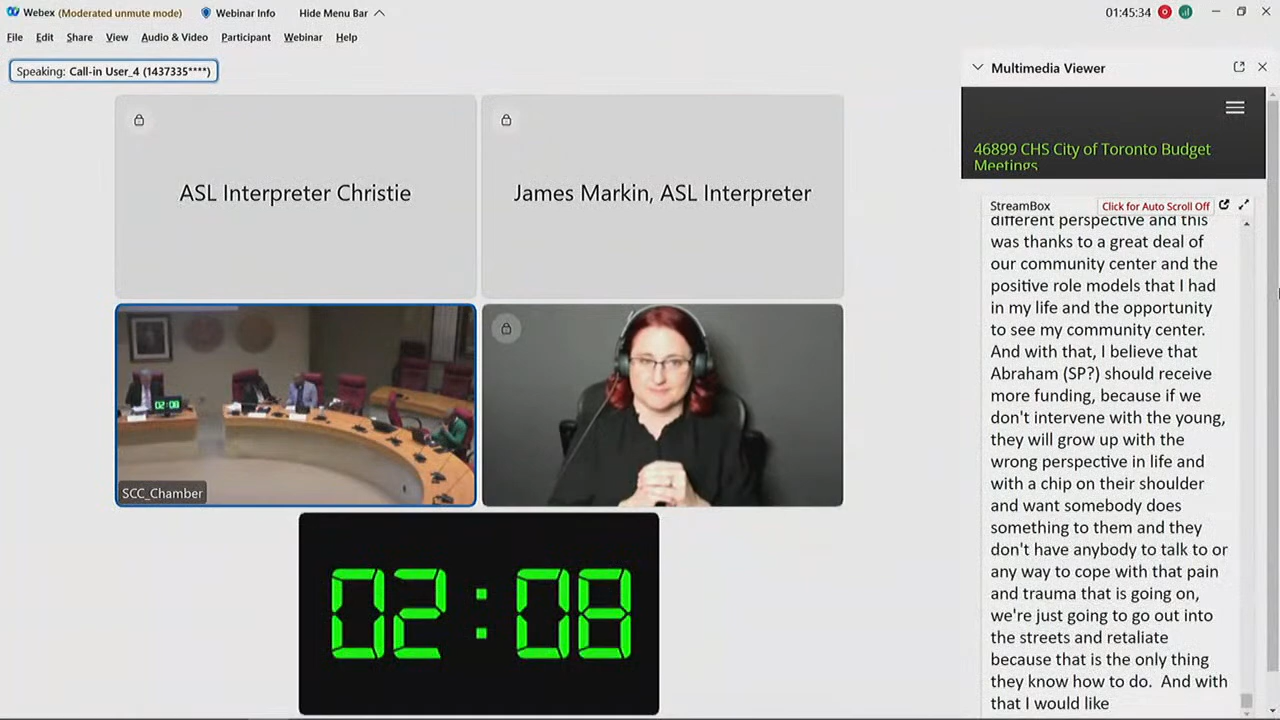 Webex (Moderated unmute mode) Webinar Info Hide Menu Bar 01:45:34
File Edit Share View Audio & Video Participant Webinar Help
Speaking: Call-in User_4 (1437335****)
Multimedia Viewer
ASL Interpreter Christie
James Markin, ASL Interpreter
02:08
SCC_Chamber
02:08
46899 CHS City of Toronto Budget
Meetings
StreamBox Click for Auto Scroll Off
different perspective and this
was thanks to a great deal of
our community center and the
positive role models that I had
in my life and the opportunity
to see my community center.
And with that, I believe that
Abraham (SP?) should receive
more funding, because if we
don't intervene with the young,
they will grow up with the
wrong perspective in life and
with a chip on their shoulder
and want somebody does
something to them and they
don't have anybody to talk to or
any way to cope with that pain
and trauma that is going on,
we're just going to go out into
the streets and retaliate
because that is the only thing
they know how to do. And with
that I would like